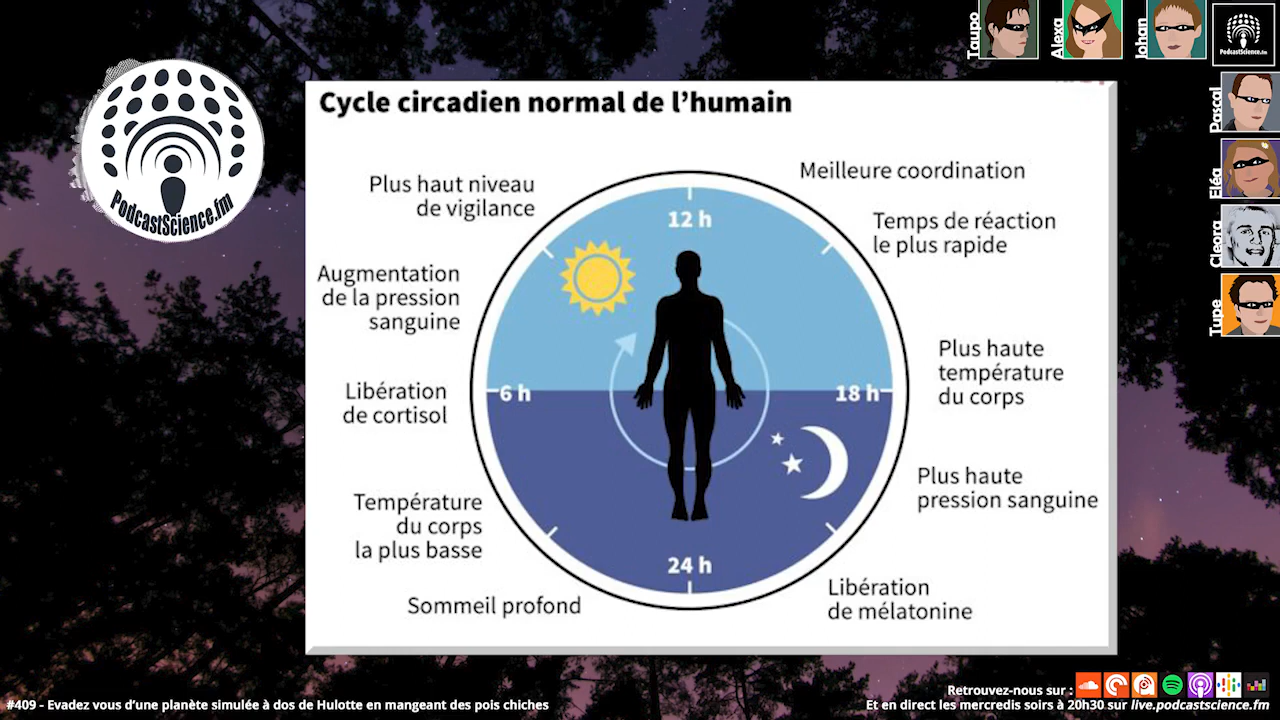 Cycle circadien normal de l’humain
Plus haut niveau
de vigilance
Augmentation
de la pression
sanguine
Libération
de cortisol
Température
du corps
la plus basse
Sommeil profond
12 h
6 h
18 h
24 h
Meilleure coordination
Temps de réaction
le plus rapide
Plus haute
température
du corps
Plus haute
pression sanguine
Libération
de mélatonine
PodcastScience.fm
Taupo
Alexa
Johan
PodcastScience.fm
Pascal
Eléa
Cleora
Tupe
#409 - Evadez vous d’une planète simulée à dos de Hulotte en mangeant des pois chiches
Retrouvez-nous sur :
Et en direct les mercredis soirs à 20h30 sur live.podcastscience.fm